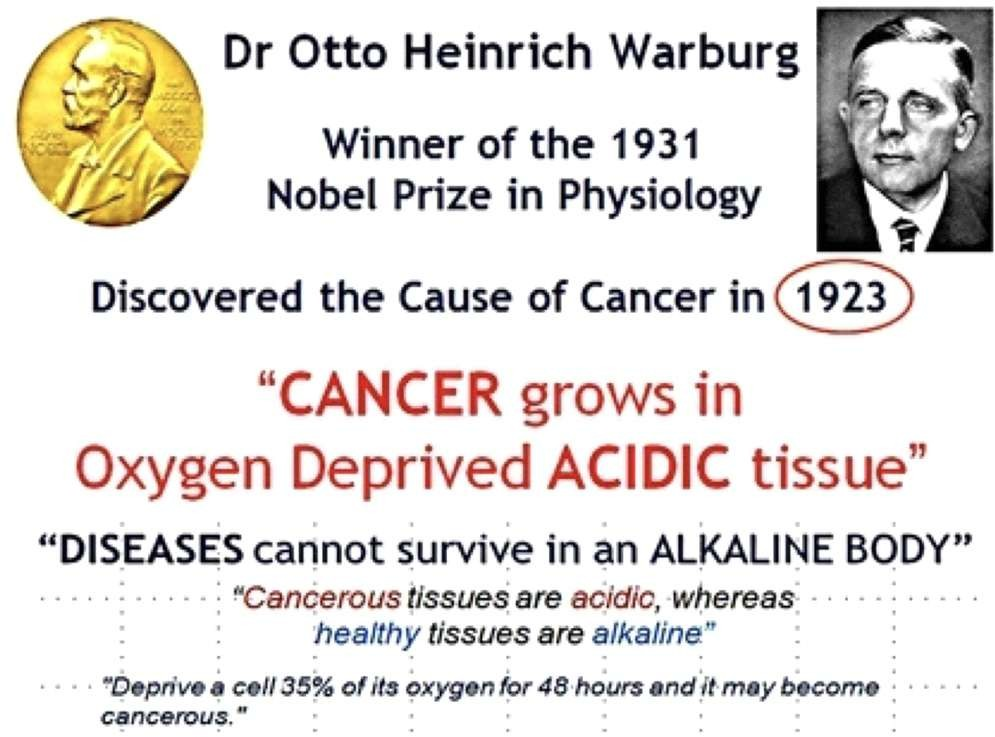 Dr Otto Heinrich Warburg
Winner of the 1931
Nobel Prize in Physiology
Discovered the Cause of Cancer in 1923
“CANCER grows in
Oxygen Deprived ACIDIC tissue”
“DISEASES cannot survive in an ALKALINE BODY”
"Cancerous tissues are acidic, whereas
healthy tissues are alkaline"
"Deprive a cell 35% of its oxygen for 48 hours and it may become
cancerous."